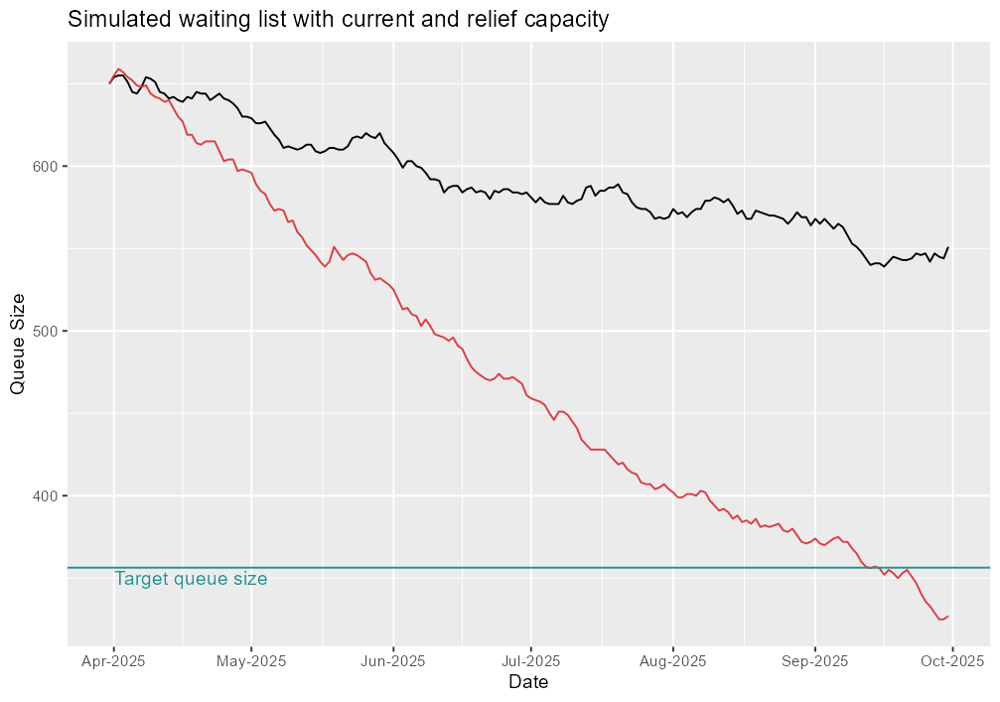 Simulated waiting list with current and relief capacity
Queue Size
600
500
400
Target queue size
Apr-2025 May-2025 Jun-2025 Jul-2025 Aug-2025 Sep-2025 Oct-2025
Date